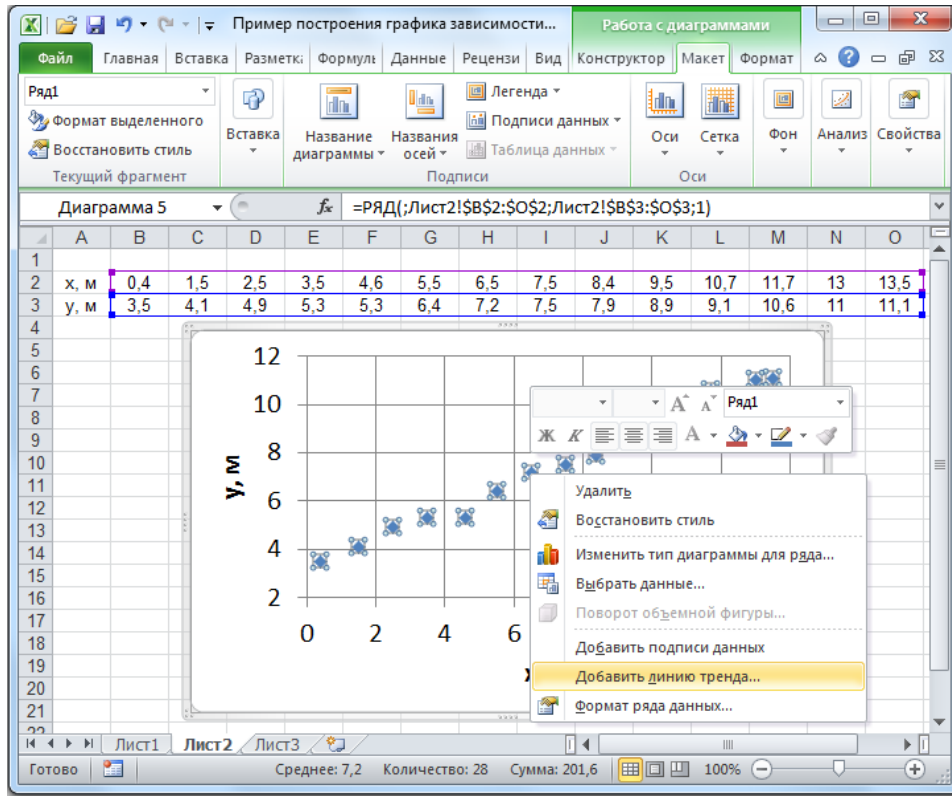 Пример построения графика зависимости...
Работа с диаграммами
Файл Главная Вставка Разметка Формулы Данные Рецензи Вид Конструктор Макет Формат
Ряд1
Формат выделенного
Восстановить стиль
Текущий фрагмент
Вставка
Название диаграммы
Названия осей
Легенда
Подписи данных
Таблица данных
Подписи
Оси
Сетка
Оси
Фон
Анализ
Свойства
Диаграмма 5 fx =РЯД(;Лист2!$B$2:$O$2;Лист2!$B$3:$O$3;1)
A B C D E F G H I J K L M N O
1
2 x, м 0,4 1,5 2,5 3,5 4,6 5,5 6,5 7,5 8,4 9,5 10,7 11,7 13 13,5
3 y, м 3,5 4,1 4,9 5,3 5,3 6,4 7,2 7,5 7,9 8,9 9,1 10,6 11 11,1
4
5
6
7
8
9
10
11
12
13
14
15
16
17
18
19
20
21
12
10
8
6
4
2
y, м
0 2 4 6
Ряд1
Ж К А
Удалить
Восстановить стиль
Изменить тип диаграммы для ряда...
Выбрать данные...
Поворот объемной фигуры...
Добавить подписи данных
Добавить линию тренда...
Формат ряда данных...
Лист1 Лист2 Лист3
Готово Среднее: 7,2 Количество: 28 Сумма: 201,6 100%